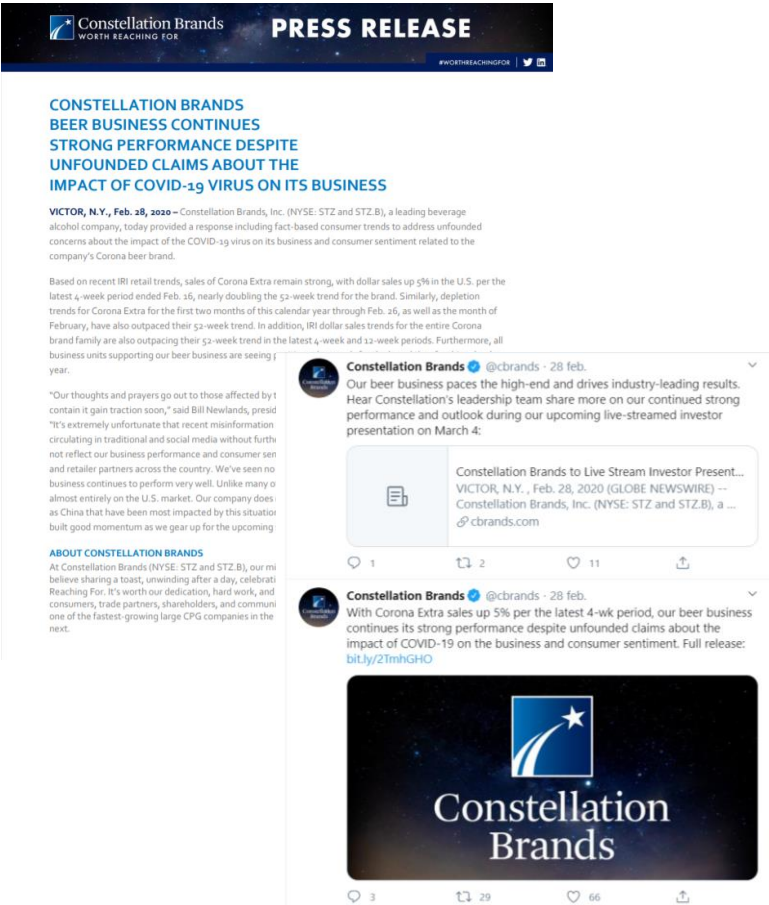 Constellation Brands
WORTH REACHING FOR
PRESS RELEASE
#WORTHREACHINGFOR
CONSTELLATION BRANDS
BEER BUSINESS CONTINUES
STRONG PERFORMANCE DESPITE
UNFOUNDED CLAIMS ABOUT THE
IMPACT OF COVID-19 VIRUS ON ITS BUSINESS
VICTOR, N.Y., Feb. 28, 2020 – Constellation Brands, Inc. (NYSE: STZ and STZ.B), a leading beverage
alcohol company, today provided a response including fact-based consumer trends to address unfounded
concerns about the impact of the COVID-19 virus on its business and consumer sentiment related to the
company's Corona beer brand.
Based on recent IRI retail trends, sales of Corona Extra remain strong, with dollar sales up 5% in the U.S. per the
latest 4-week period ended Feb. 16, nearly doubling the 52-week trend for the brand. Similarly, depletion
trends for Corona Extra for the first two months of this calendar year through Feb. 26, as well as the month of
February, have also outpaced their 52-week trend. In addition, IRI dollar sales trends for the entire Corona
brand family are also outpacing their 52-week trend in the latest 4-week and 12-week periods. Furthermore, all
business units supporting our beer business are seeing
year.
"Our thoughts and prayers go out to those affected by
contain it gain traction soon," said Bill Newlands,
"It's extremely unfortunate that recent misinformation
circulating in traditional and social media without
not reflect our business performance and consumer
and retailer partners across the country. We've seen no
business continues to perform very well. Unlike many
almost entirely on the U.S. market. Our company does
as China that have been most impacted by this
built good momentum as we gear up for the upcoming
ABOUT CONSTELLATION BRANDS
At Constellation Brands (NYSE: STZ and STZ.B), our
believe sharing a toast, unwinding after a day,
Reaching For. It's worth our dedication, hard work, and
consumers, trade partners, shareholders, and
one of the fastest-growing large CPG companies in the
next.
Constellation Brands @cbrands · 28 feb.
Our beer business paces the high-end and drives industry-leading results.
Hear Constellation's leadership team share more on our continued strong
performance and outlook during our upcoming live-streamed investor
presentation on March 4:
Constellation Brands to Live Stream Investor Present...
VICTOR, N.Y. , Feb. 28, 2020 (GLOBE NEWSWIRE) --
Constellation Brands, Inc. (NYSE: STZ and STZ.B), a ...
cbrands.com
1 2 11
Constellation Brands @cbrands · 28 feb.
With Corona Extra sales up 5% per the latest 4-wk period, our beer business
continues its strong performance despite unfounded claims about the
impact of COVID-19 on the business and consumer sentiment. Full release:
bit.ly/2TmhGHO
Constellation
Brands
3 29 66